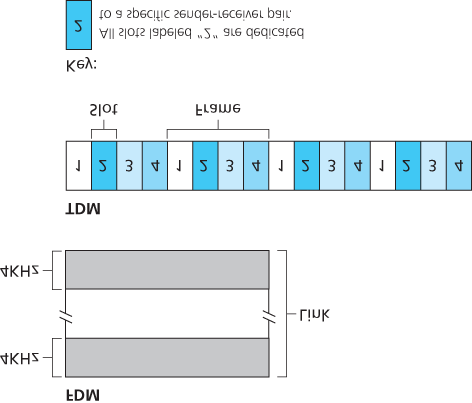 FDM
4KHz
Link
4KHz
TDM
1 2 3 4 1 2 3 4 1 2 3 4 1 2 3 4
Slot Frame
Key:
2 All slots labeled “2” are dedicated
to a specific sender-receiver pair.